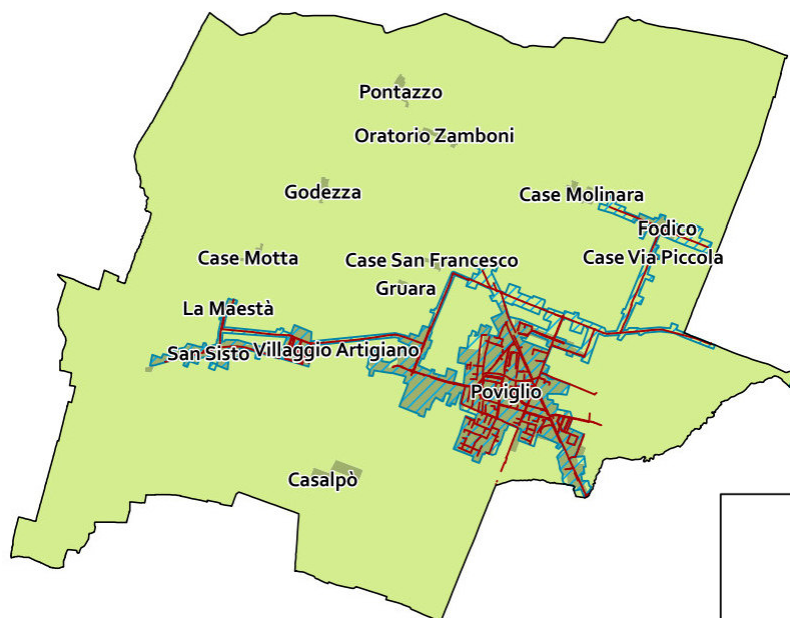 Pontazzo
Oratorio Zamboni
Godezza
Case Molinara
Fodico
Case Motta
Case San Francesco
Case Via Piccola
Gruara
La Maestà
San Sisto
Villaggio Artigiano
Poviglio
Casalpò